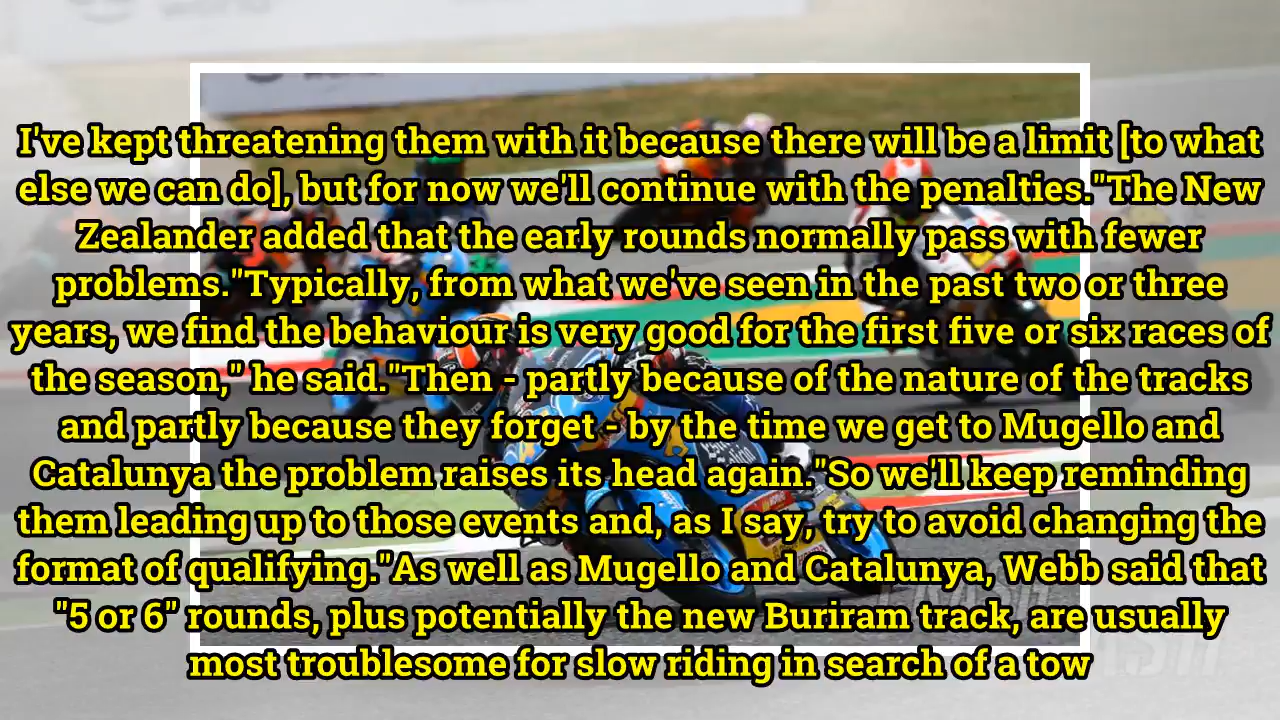 I've kept threatening them with it because there will be a limit [to what
else we can do], but for now we'll continue with the penalties."The New
Zealander added that the early rounds normally pass with fewer
problems."Typically, from what we've seen in the past two or three
years, we find the behaviour is very good for the first five or six races of
the season," he said."Then - partly because of the nature of the tracks
and partly because they forget - by the time we get to Mugello and
Catalunya the problem raises its head again."So we'll keep reminding
them leading up to those events and, as I say, try to avoid changing the
format of qualifying."As well as Mugello and Catalunya, Webb said that
"5 or 6" rounds, plus potentially the new Buriram track, are usually
most troublesome for slow riding in search of a tow
CRASH